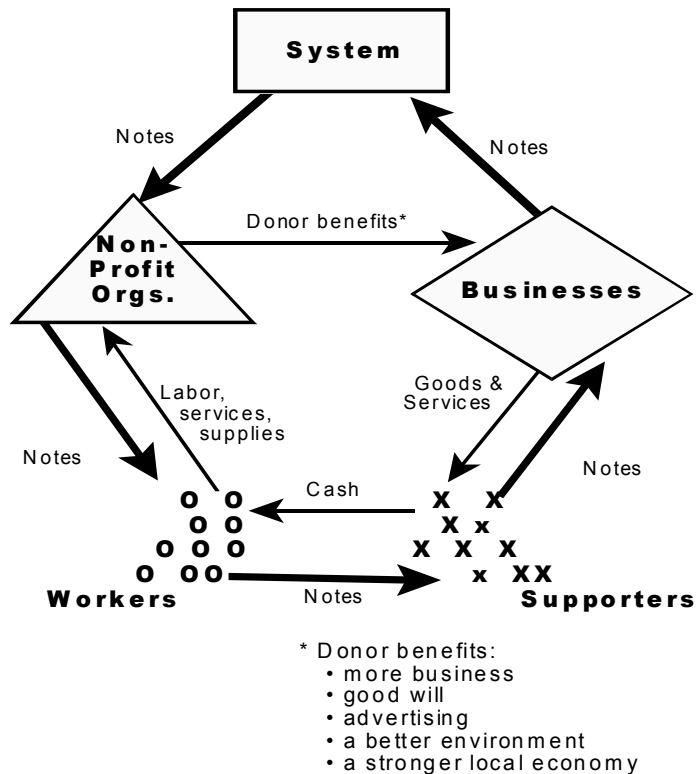 System
Notes
Notes
Donor benefits*
Non-
Profit
Orgs.
Businesses
Labor,
services,
supplies
Goods &
Services
Notes
Notes
Cash
O O X X
O O X x
O O O X X X
O O O x X X
Notes
Workers
Supporters
* Donor benefits:
• more business
• good will
• advertising
• a better environment
• a stronger local economy